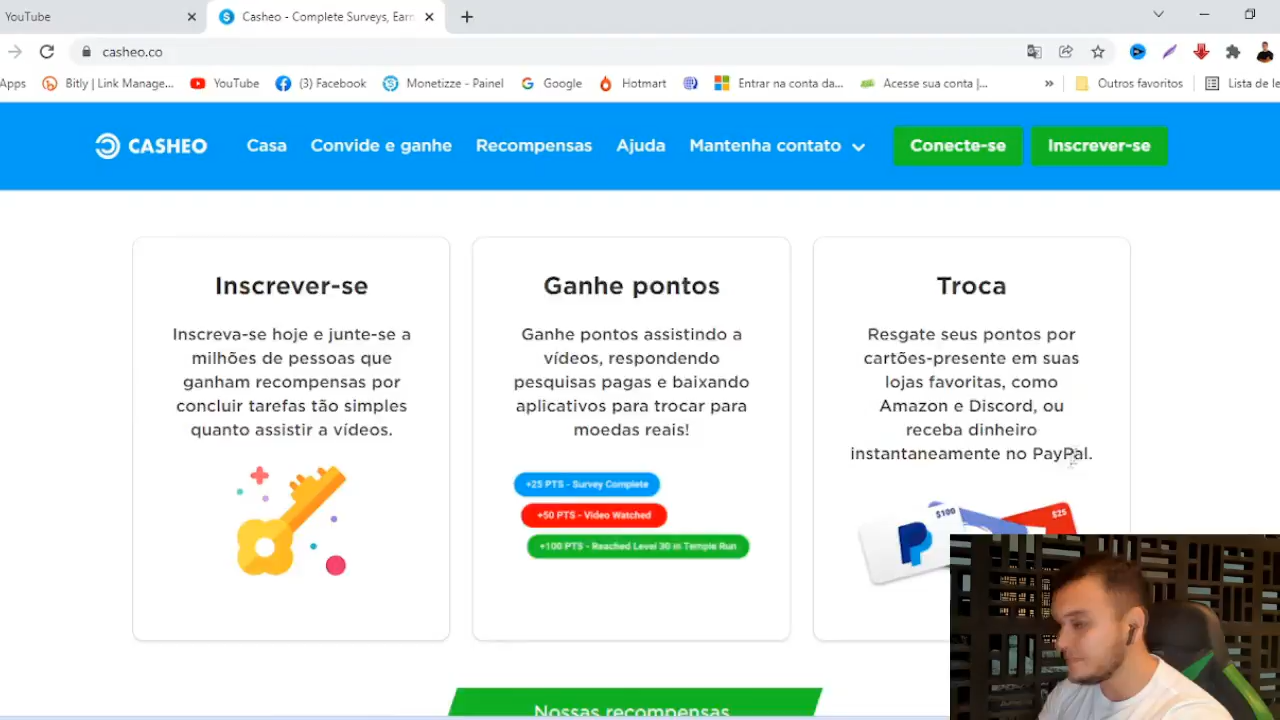 YouTube
Casheo - Complete Surveys, Earn
casheo.co
Apps
Bitly | Link Manage...
YouTube
(3) Facebook
Monetizze - Painel
Google
Hotmart
Entrar na conta da...
Acesse sua conta |...
»
Outros favoritos
Lista de le
CASHEO
Casa
Convide e ganhe
Recompensas
Ajuda
Mantenha contato
Conecte-se
Inscrever-se
Inscrever-se
Inscreva-se hoje e junte-se a
milhões de pessoas que
ganham recompensas por
concluir tarefas tão simples
quanto assistir a vídeos.
Ganhe pontos
Ganhe pontos assistindo a
vídeos, respondendo
pesquisas pagas e baixando
aplicativos para trocar para
moedas reais!
+25 PTS - Survey Complete
+50 PTS - Video Watched
+100 PTS - Reached Level 30 in Temple Run
Troca
Resgate seus pontos por
cartões-presente em suas
lojas favoritas, como
Amazon e Discord, ou
receba dinheiro
instantaneamente no PayPal.
$100
$25
Nossas recompensas